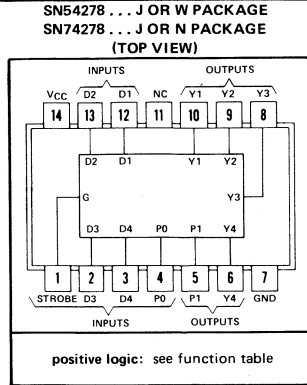 SN54278 . . . J OR W PACKAGE
SN74278 . . . J OR N PACKAGE
(TOP VIEW)
INPUTS OUTPUTS
VCC D2 D1 NC Y1 Y2 Y3
14 13 12 11 10 9 8
D2 D1 Y1 Y2
G Y3
D3 D4 P0 P1 Y4
1 2 3 4 5 6 7
STROBE D3 D4 P0 P1 Y4 GND
INPUTS OUTPUTS
positive logic: see function table